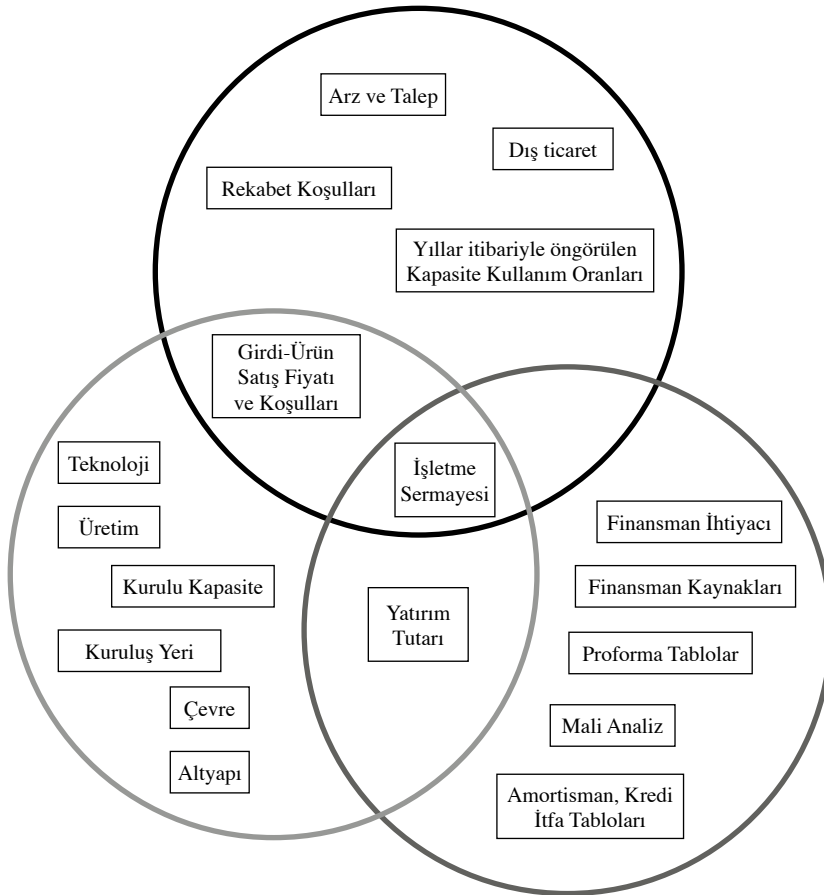 Arz ve Talep
Dış ticaret
Rekabet Koşulları
Yıllar itibariyle öngörülen
Kapasite Kullanım Oranları
Girdi-Ürün
Satış Fiyatı
ve Koşulları
Teknoloji
İşletme
Sermayesi
Üretim
Finansman İhtiyacı
Kurulu Kapasite
Finansman Kaynakları
Yatırım
Tutarı
Kuruluş Yeri
Proforma Tablolar
Çevre
Mali Analiz
Altyapı
Amortisman, Kredi
İtfa Tabloları